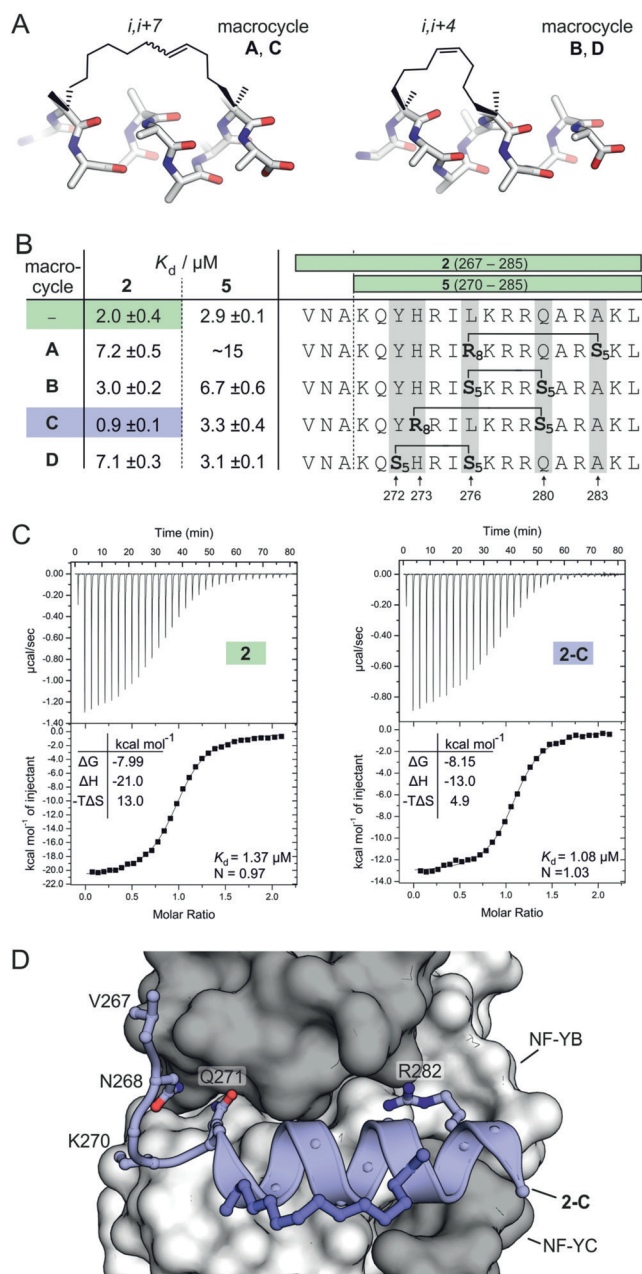 A
i,i+7
macrocycle
A, C
i,i+4
macrocycle
B, D
B
macro-
cycle
Kd / µM
2
5
2 (267 – 285)
5 (270 – 285)
– 2.0 ±0.4 2.9 ±0.1 V N A K Q Y H R I L K R R Q A R A K L
A 7.2 ±0.5 ~15 V N A K Q Y H R I R8 K R R Q A R S5 K L
B 3.0 ±0.2 6.7 ±0.6 V N A K Q Y H R I S5 K R R S5 A R A K L
C 0.9 ±0.1 3.3 ±0.4 V N A K Q Y R8 R I L K R R S5 A R A K L
D 7.1 ±0.3 3.1 ±0.1 V N A K Q S5 H R I S5 K R R Q A R A K L
272 273 276 280 283
C
Time (min)
0 10 20 30 40 50 60 70 80
0.00
-0.20
-0.40
-0.60
-0.80
-1.00
-1.20
-1.40
µcal/sec
2
0.0
-2.0
-4.0
-6.0
-8.0
-10.0
-12.0
-14.0
-16.0
-18.0
-20.0
-22.0
kcal mol-1 of injectant
kcal mol-1
ΔG -7.99
ΔH -21.0
-TΔS 13.0
Kd = 1.37 µM
N = 0.97
0.0 0.5 1.0 1.5 2.0
Molar Ratio
Time (min)
0 10 20 30 40 50 60 70 80
0.00
-0.20
-0.40
-0.60
-0.80
µcal/sec
2-C
0.0
-2.0
-4.0
-6.0
-8.0
-10.0
-12.0
-14.0
kcal mol-1 of injectant
kcal mol-1
ΔG -8.15
ΔH -13.0
-TΔS 4.9
Kd = 1.08 µM
N =1.03
0.0 0.5 1.0 1.5 2.0
Molar Ratio
D
V267
N268
Q271
R282
NF-YB
K270
2-C
NF-YC